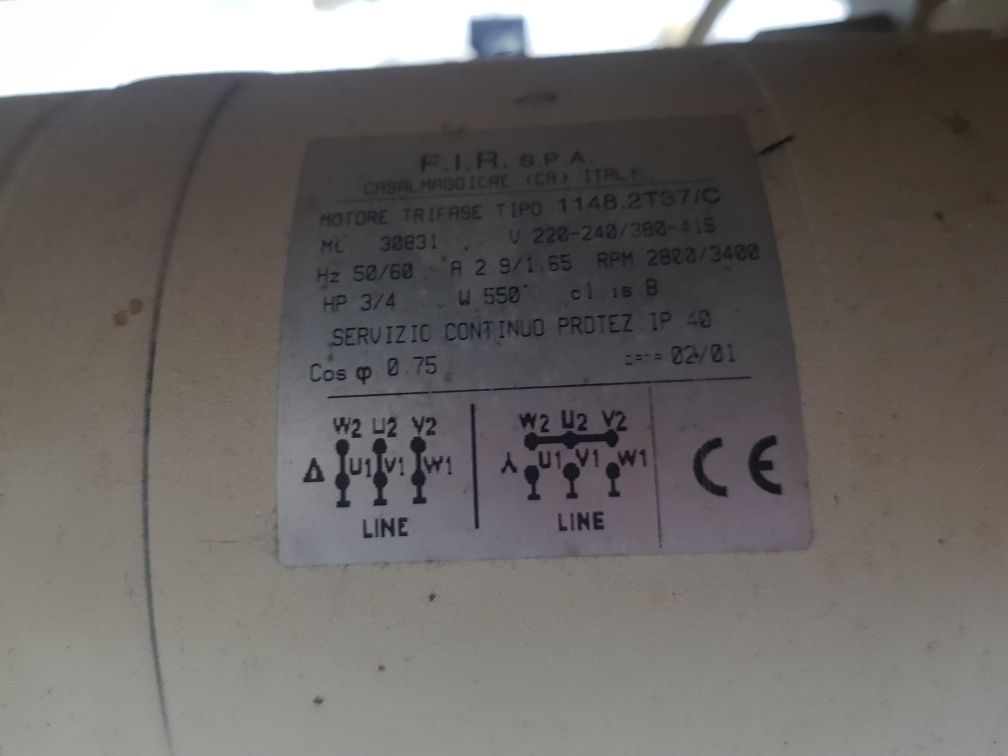 F.I.R. S.P.A.
CASALMAGGIORE (CR) ITALY
MOTORE TRIFASE TIPO 1148.2T37/C
ML 30831 V 220-240/380-415
Hz 50/60 A 2.9/1.65 RPM 2800/3400
HP 3/4 W 550 cl. is B
SERVIZIO CONTINUO PROTEZ IP 40
Cos φ 0.75 DATA 02/01
W2 U2 V2
Δ U1 V1 W1
LINE
W2 U2 V2
U1 V1 W1
LINE
CE